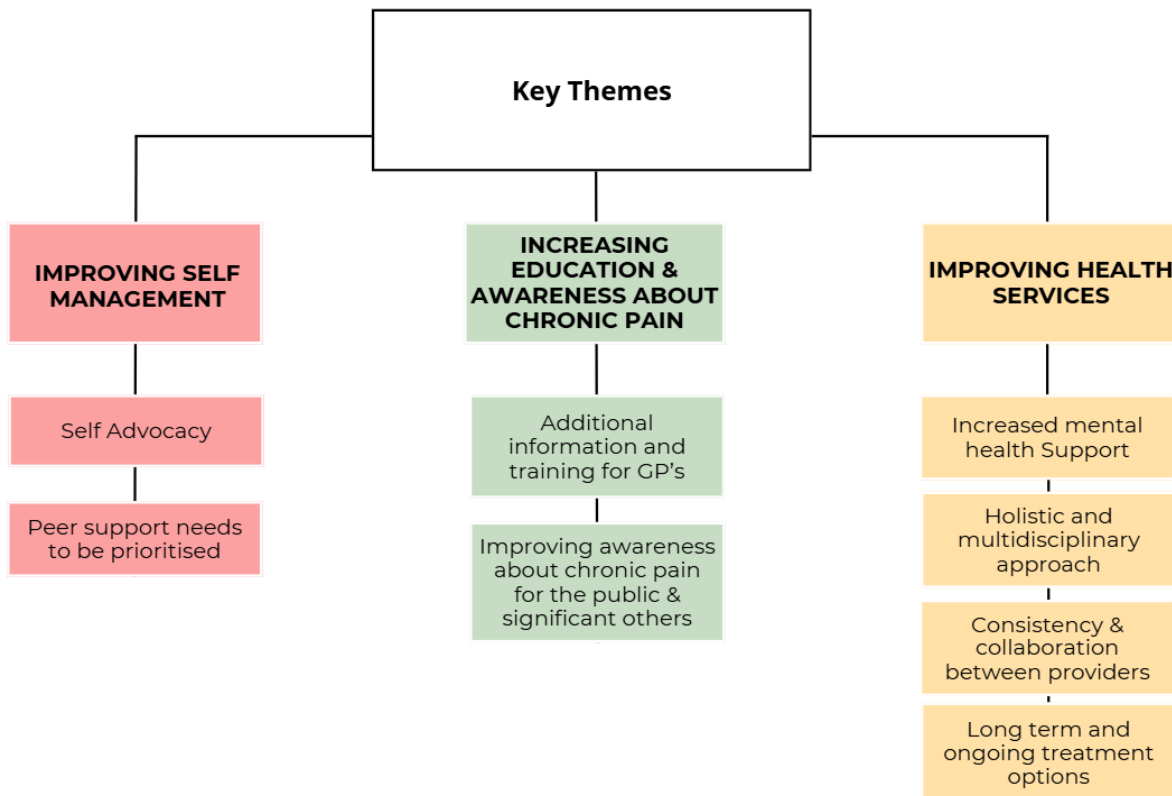 Key Themes
IMPROVING SELF
MANAGEMENT
Self Advocacy
Peer support needs
to be prioritised
INCREASING
EDUCATION &
AWARENESS ABOUT
CHRONIC PAIN
Additional
information and
training for GP’s
Improving awareness
about chronic pain
for the public &
significant others
IMPROVING HEALTH
SERVICES
Increased mental
health Support
Holistic and
multidisciplinary
approach
Consistency &
collaboration
between providers
Long term and
ongoing treatment
options